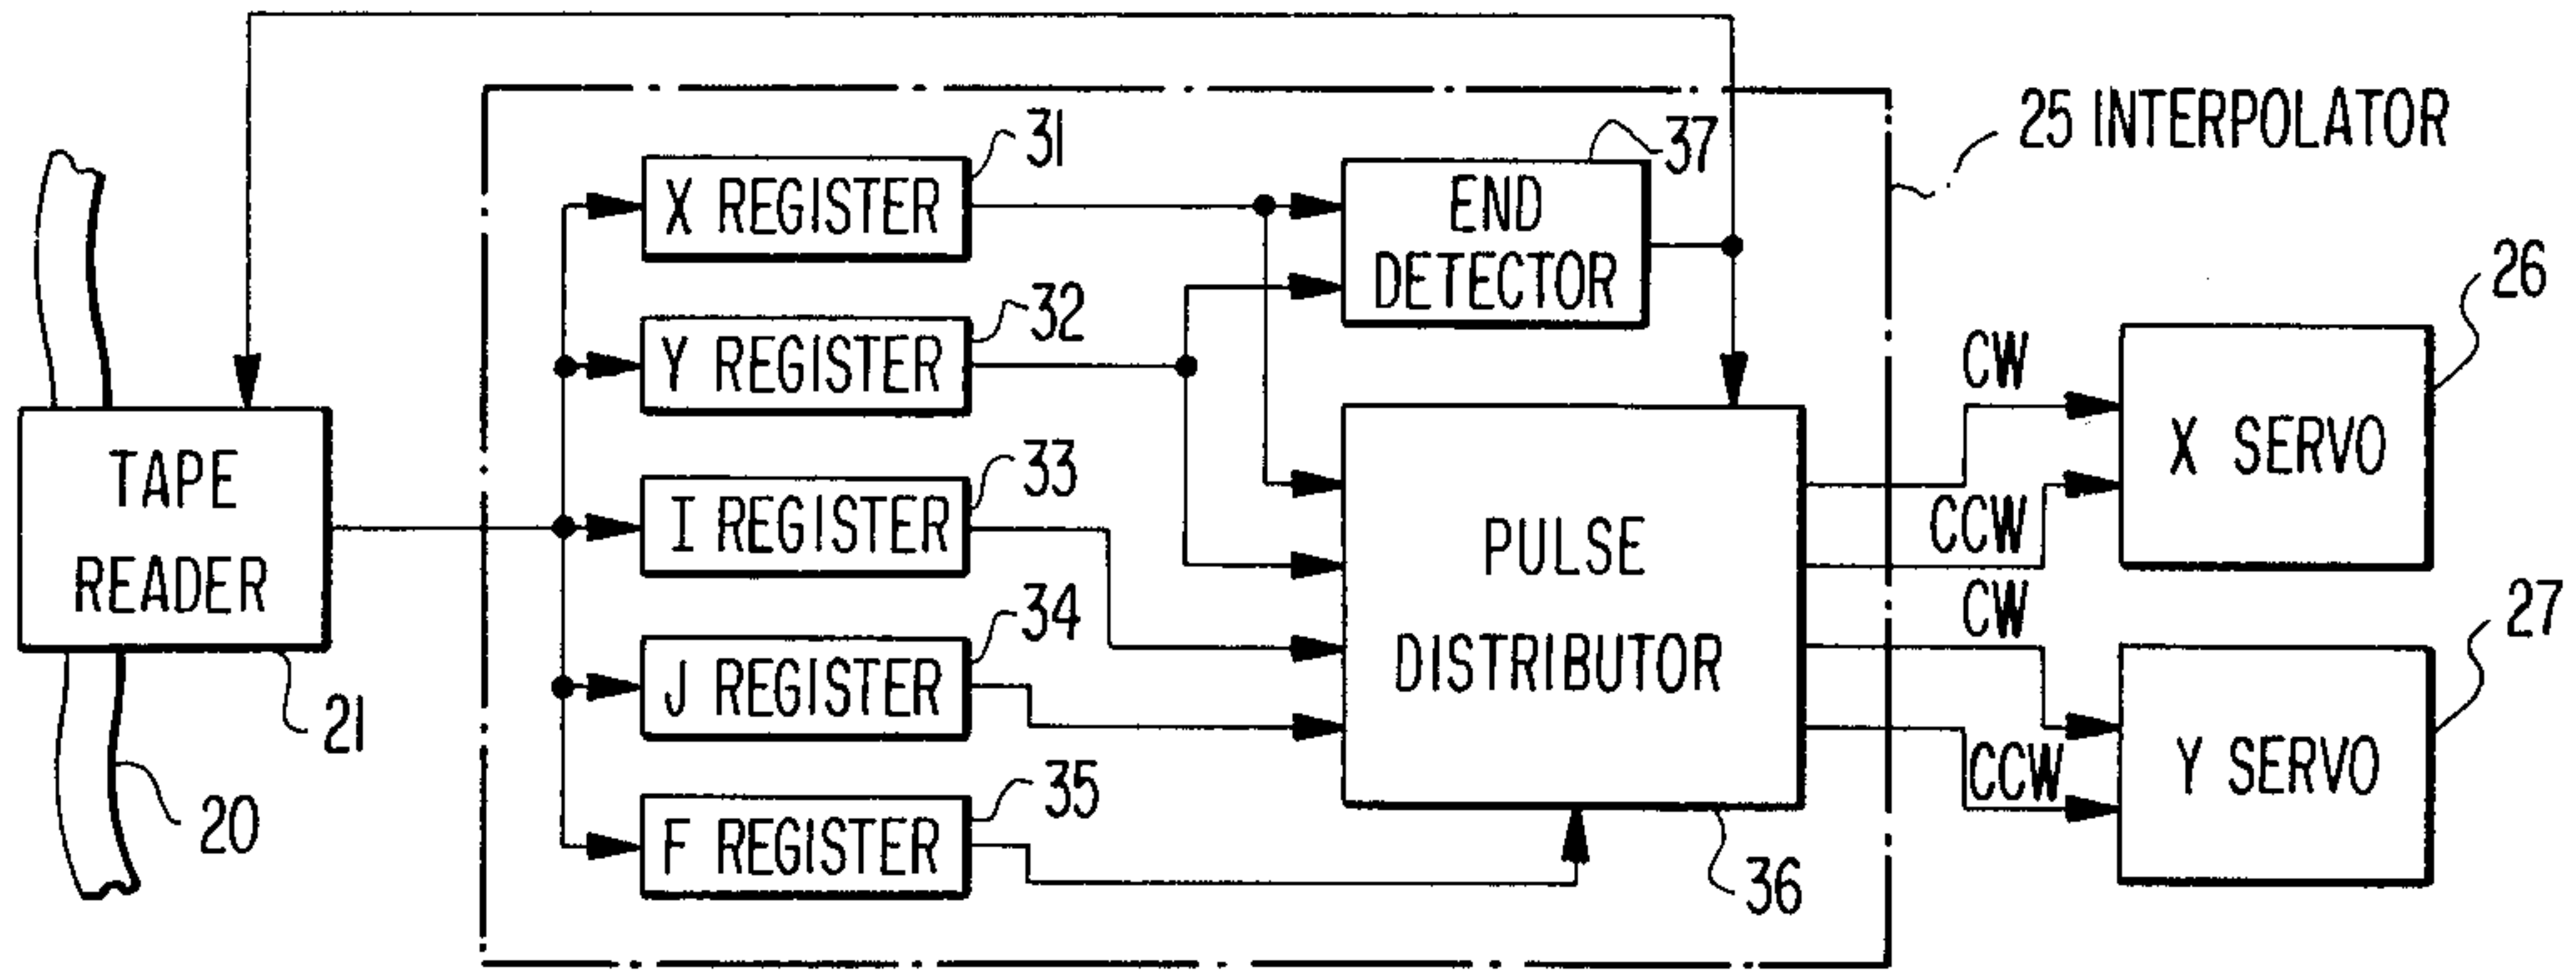 25 INTERPOLATOR
31
X REGISTER
37
END
DETECTOR
32
Y REGISTER
26
CW
X SERVO
CCW
33
I REGISTER
TAPE
READER
PULSE
DISTRIBUTOR
34
J REGISTER
CW
27
Y SERVO
CCW
21
20
35
F REGISTER
36